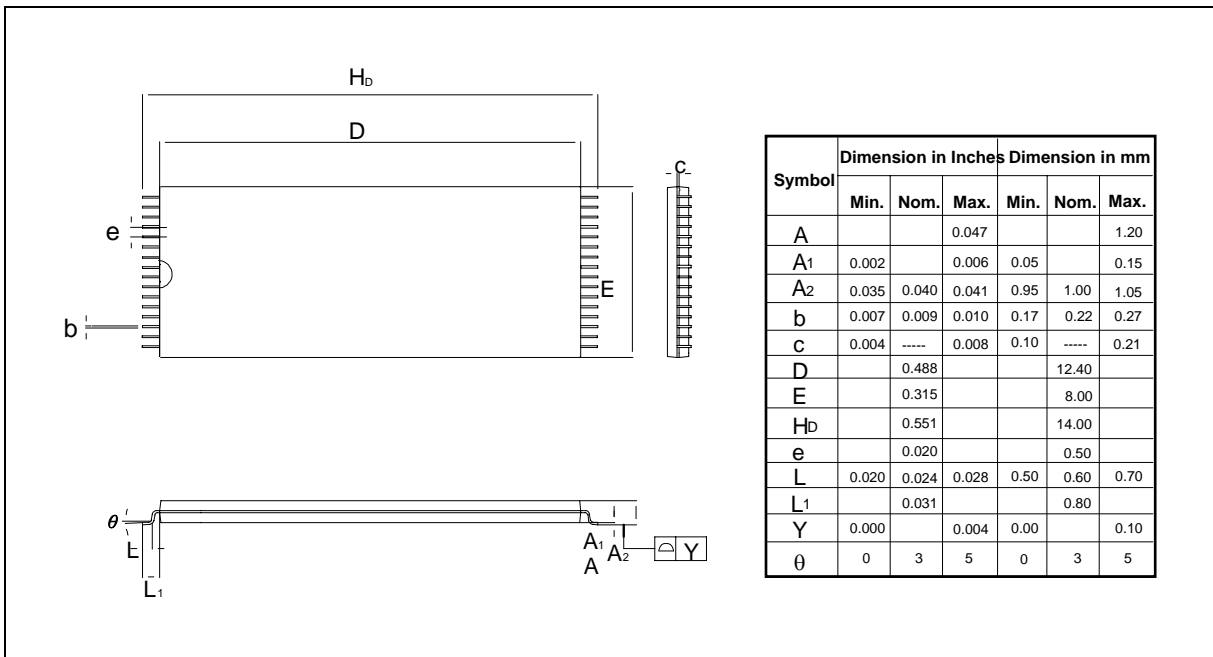 HD
D
c
e
E
b
θ
L
L1
A1
A
A2
Y
Symbol Dimension in Inches Dimension in mm
Min. Nom. Max. Min. Nom. Max.
A 0.047 1.20
A1 0.002 0.006 0.05 0.15
A2 0.035 0.040 0.041 0.95 1.00 1.05
b 0.007 0.009 0.010 0.17 0.22 0.27
c 0.004 ----- 0.008 0.10 ----- 0.21
D 0.488 12.40
E 0.315 8.00
HD 0.551 14.00
e 0.020 0.50
L 0.020 0.024 0.028 0.50 0.60 0.70
L1 0.031 0.80
Y 0.000 0.004 0.00 0.10
θ 0 3 5 0 3 5